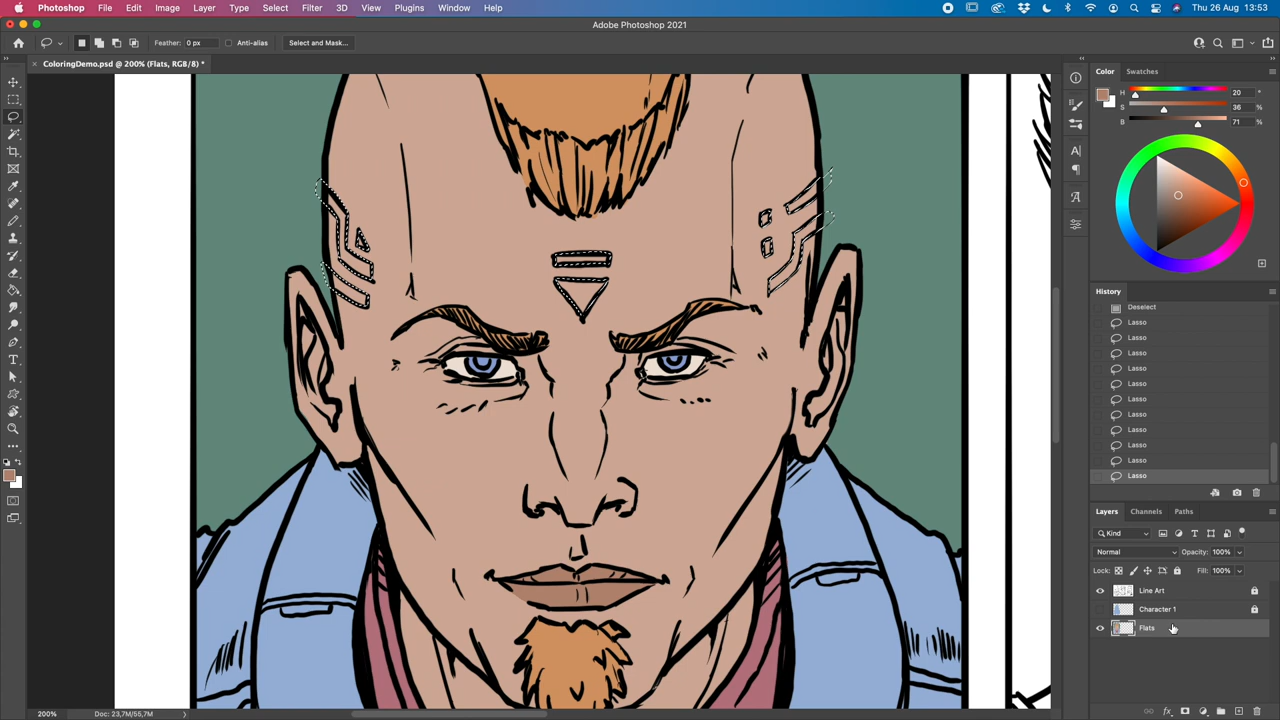 Photoshop File Edit Image Layer Type Select Filter 3D View Plugins Window Help Thu 26 Aug 13:53
Adobe Photoshop 2021
Feather: 0 px Anti-alias Select and Mask...
ColoringDemo.psd @ 200% (Flats, RGB/8) *
Color Swatches
H 20 °
S 36 %
B 71 %
History
Deselect
Lasso
Lasso
Lasso
Lasso
Lasso
Lasso
Lasso
Lasso
Lasso
Lasso
Lasso
Layers Channels Paths
Kind
Normal Opacity: 100%
Lock: Fill: 100%
Line Art
Character 1
Flats
200% Doc: 23,7M/55,7M